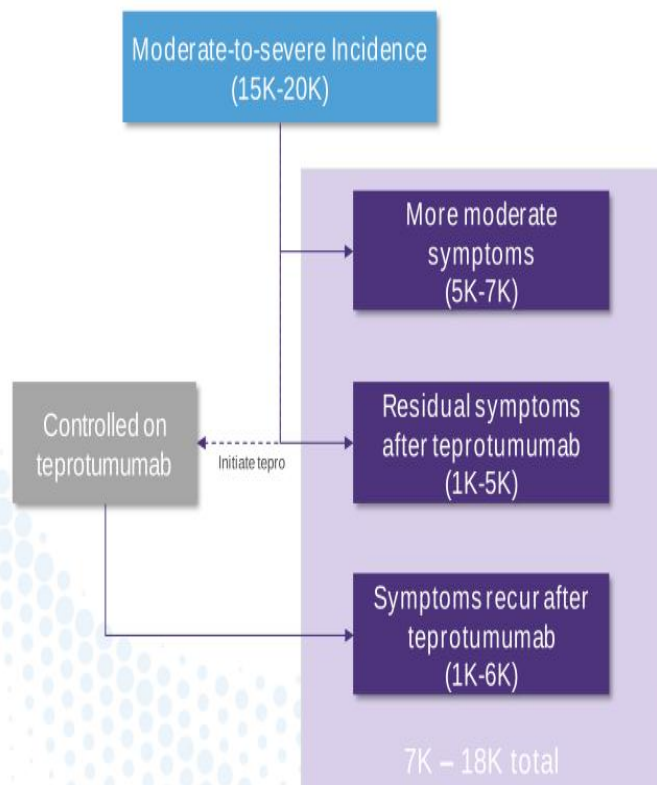 Moderate-to-severe Incidence
(15K-20K)
More moderate
symptoms
(5K-7K)
Controlled on
teprotumumab
Initiate tepro
Residual symptoms
after teprotumumab
(1K-5K)
Symptoms recur after
teprotumumab
(1K-6K)
7K – 18K total